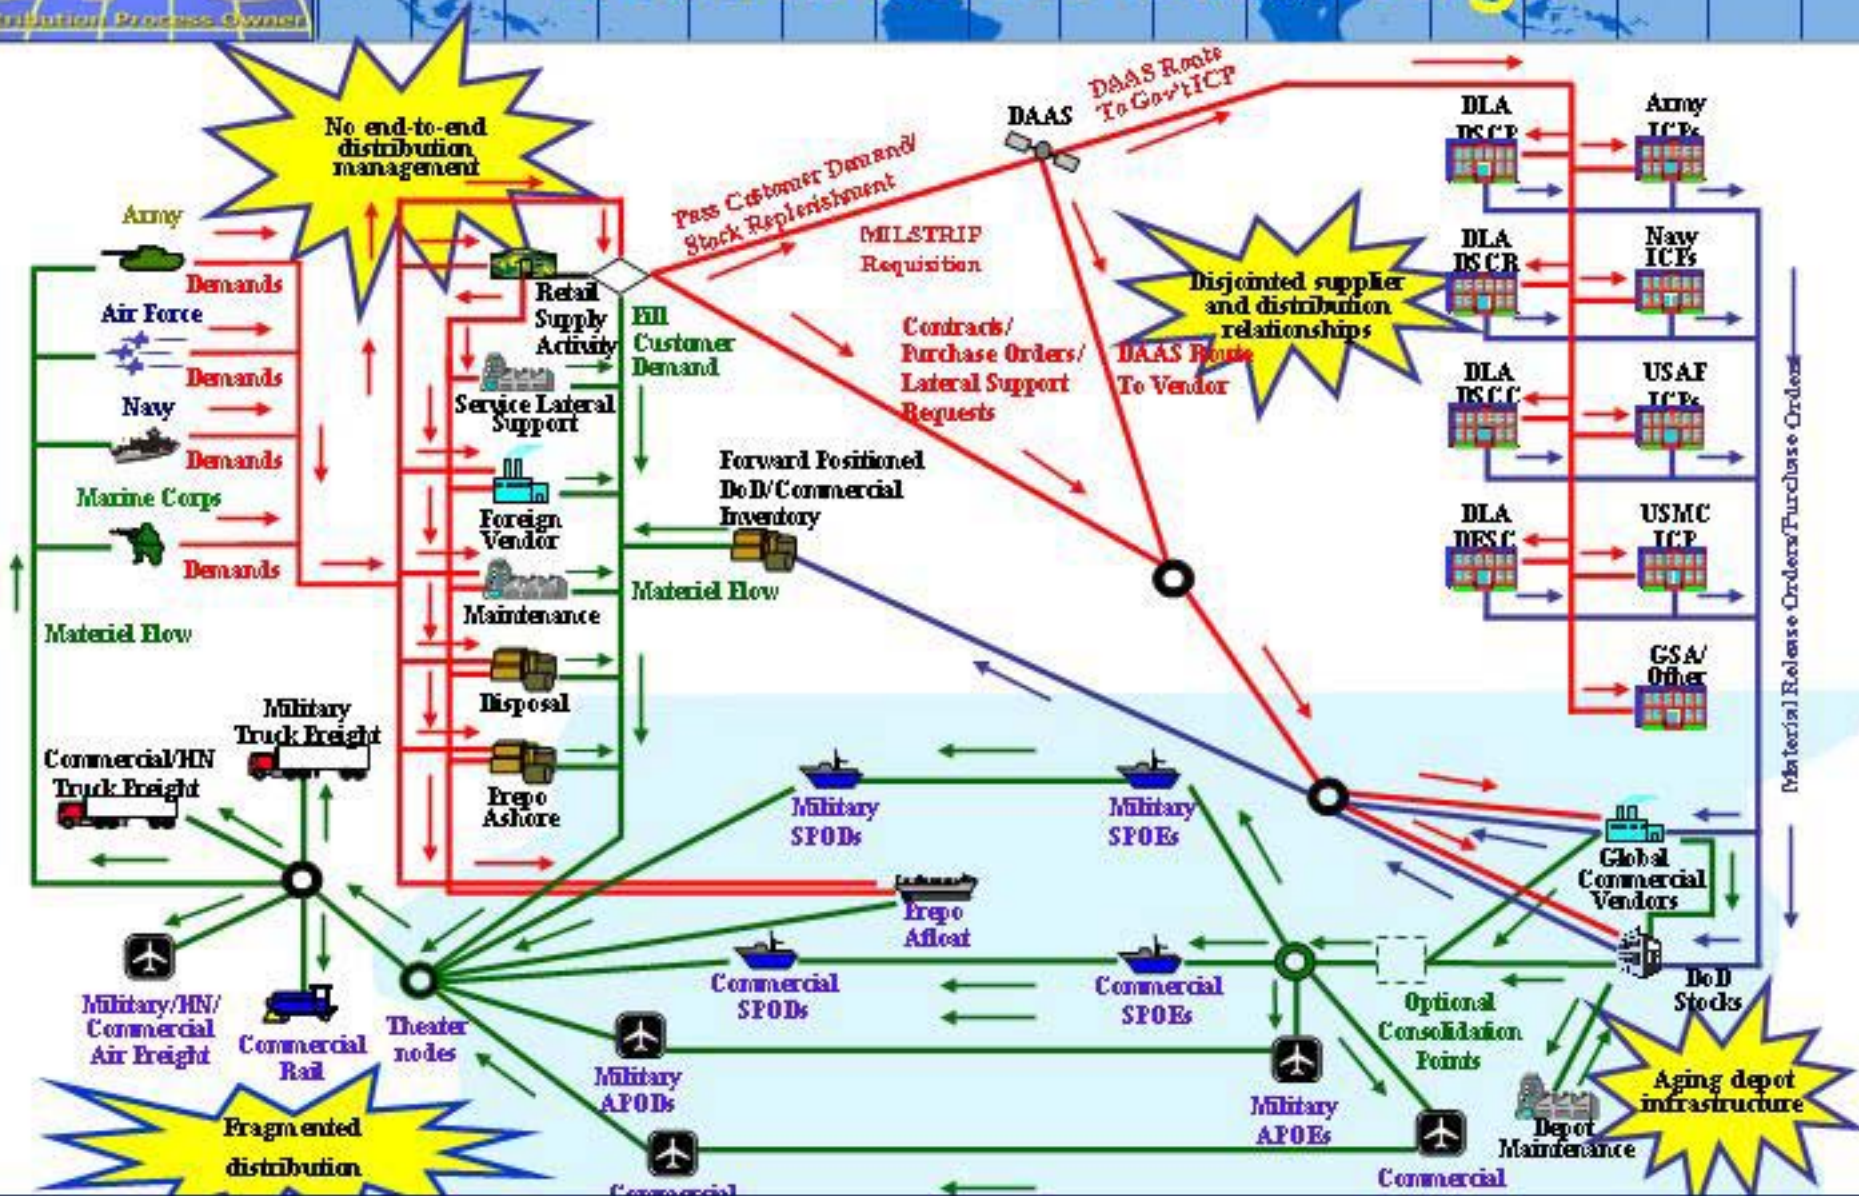 Distribution Process Owner
No end-to-end
distribution
management
Army
Demands
Air Force
Demands
Navy
Demands
Marine Corps
Demands
Materiel Flow
Retail
Supply
Activity
Service Lateral
Support
Foreign
Vendor
Maintenance
Disposal
Prepo
Ashore
Fill
Customer
Demand
Materiel Flow
Forward Positioned
DoD/Commercial
Inventory
Pass Customer Demand/
Stock Replenishment
MILSTRIP
Requisition
Contracts/
Purchase Orders/
Lateral Support
Requests
DAAS
DAAS Route
To Gov't ICP
DAAS Route
To Vendor
Disjointed supplier
and distribution
relationships
DLA
DSCP
Army
ICPs
DLA
DSCR
Navy
ICPs
DLA
DSCC
USAF
ICPs
DLA
DESC
USMC
ICP
GSA/
Other
Material Release Orders/Purchase Orders
Military
Truck Freight
Commercial/HN
Truck Freight
Military/HN/
Commercial
Air Freight
Commercial
Rail
Theater
nodes
Military
SPODs
Military
SPOEs
Prepo
Afloat
Commercial
SPODs
Commercial
SPOEs
Military
APODs
Military
APOEs
Commercial
Commercial
Optional
Consolidation
Points
Global
Commercial
Vendors
DoD
Stocks
Depot
Maintenance
Aging depot
infrastructure
Fragmented
distribution